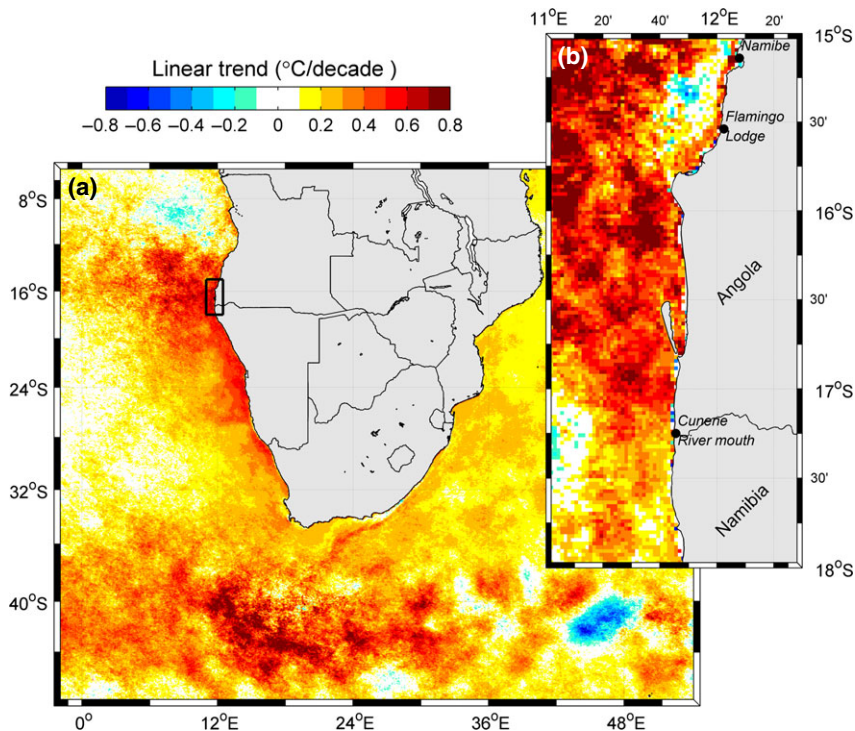 Linear trend (°C/decade )
−0.8 −0.6 −0.4 −0.2 0 0.2 0.4 0.6 0.8
(a)
8°S
16°S
24°S
32°S
40°S
0° 12°E 24°E 36°E 48°E
11°E 20' 40' 12°E 20'
(b)
15°S
30'
16°S
30'
17°S
30'
18°S
Namibe
Flamingo
Lodge
Angola
Cunene
River mouth
Namibia